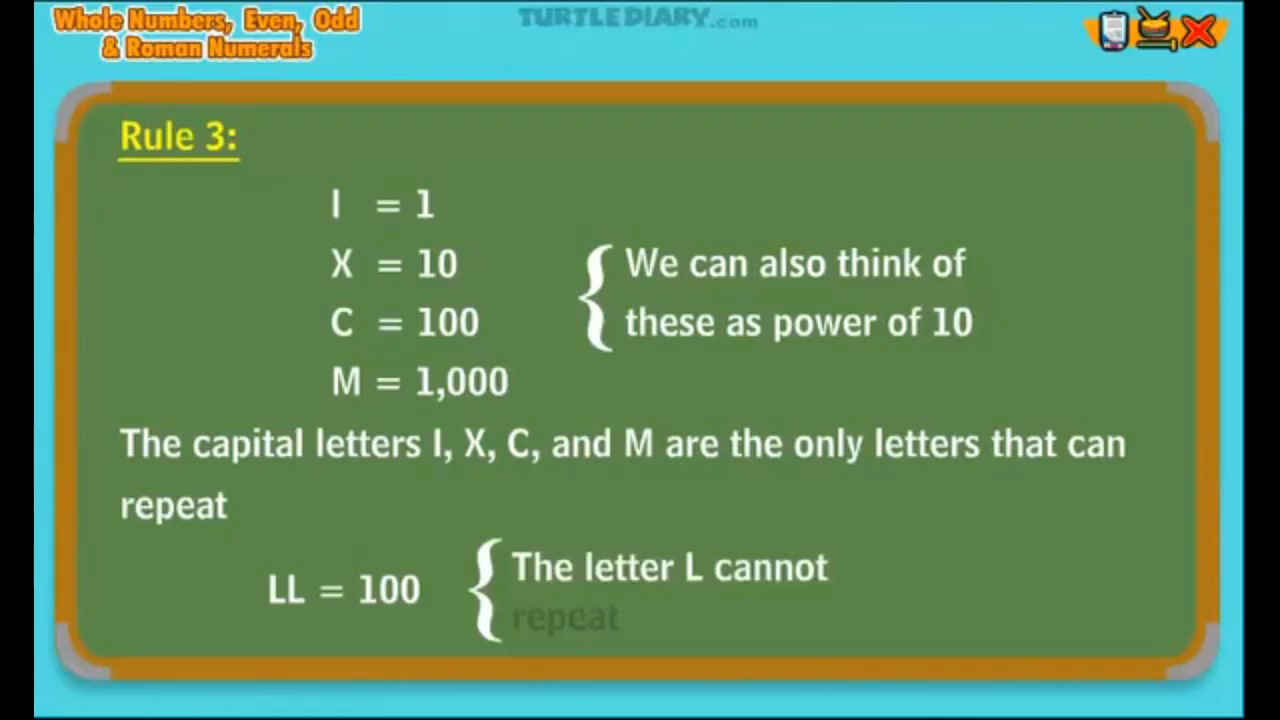 Whole Numbers, Even, Odd
& Roman Numerals
TURTLEDIARY.com
Rule 3:
I = 1
X = 10
C = 100
M = 1,000
We can also think of
these as power of 10
The capital letters I, X, C, and M are the only letters that can
repeat
LL = 100
The letter L cannot
repeat